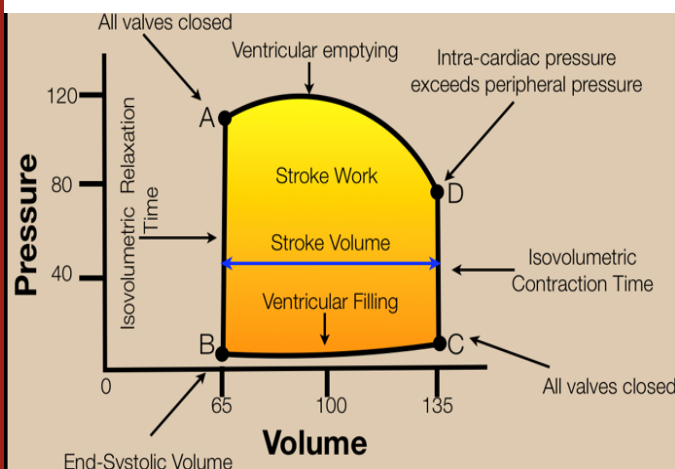 All valves closed
Ventricular emptying
Intra-cardiac pressure
exceeds peripheral pressure
120
A
Isovolumetric Relaxation
Time
Stroke Work
80
D
Pressure
Stroke Volume
Isovolumetric
Contraction Time
40
Ventricular Filling
B
C
0
65
100
135
All valves closed
Volume
End-Systolic Volume